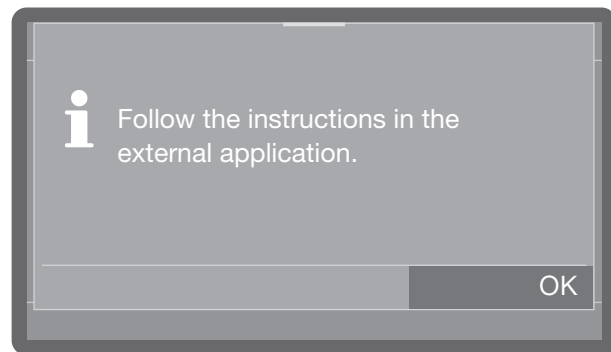 Follow the instructions in the
external application.
OK